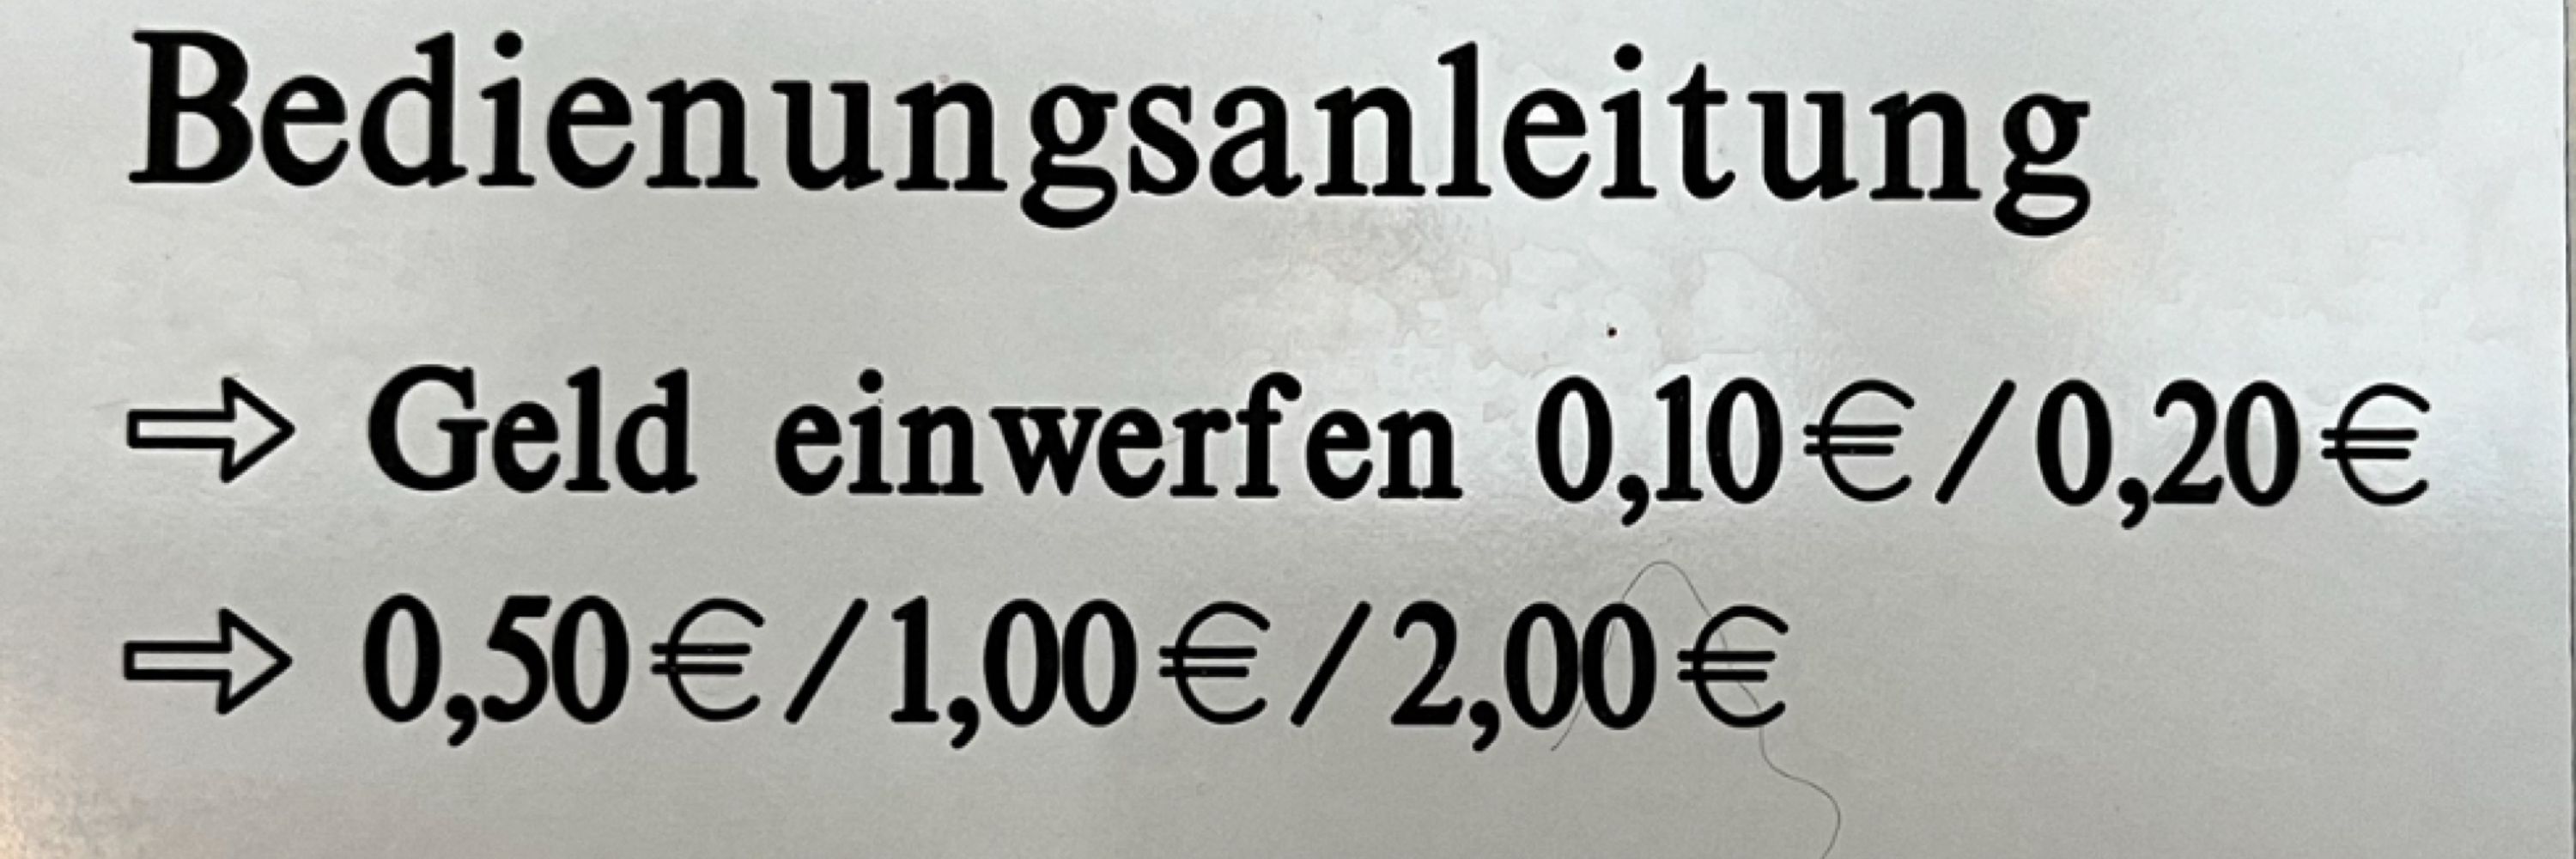 Bedienungsanleitung
⇨ Geld einwerfen 0,10€/0,20€
⇨ 0,50€/1,00€/2,00€